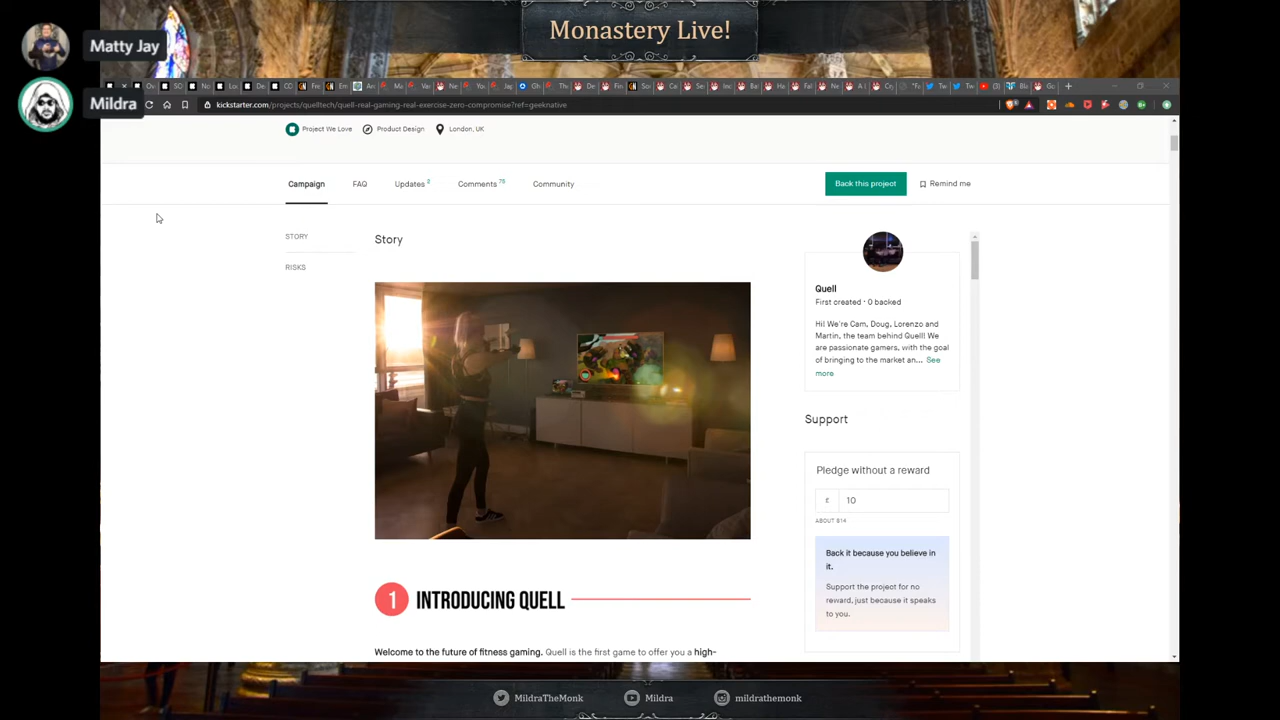 Monastery Live!
Matty Jay
Mildra
kickstarter.com/projects/quelltech/quell-real-gaming-real-exercise-zero-compromise?ref=geeknative
Project We Love
Product Design
London, UK
Campaign
FAQ
Updates 2
Comments 75
Community
Back this project
Remind me
STORY
RISKS
Story
Quell
First created · 0 backed
Hi! We're Cam, Doug, Lorenzo and
Martin, the team behind Quell! We
are passionate gamers, with the goal
of bringing to the market an... See
more
Support
Pledge without a reward
£ 10
ABOUT $14
Back it because you believe in
it.
Support the project for no
reward, just because it speaks
to you.
1 INTRODUCING QUELL
Welcome to the future of fitness gaming. Quell is the first game to offer you a high-
MildraTheMonk
Mildra
mildrathemonk